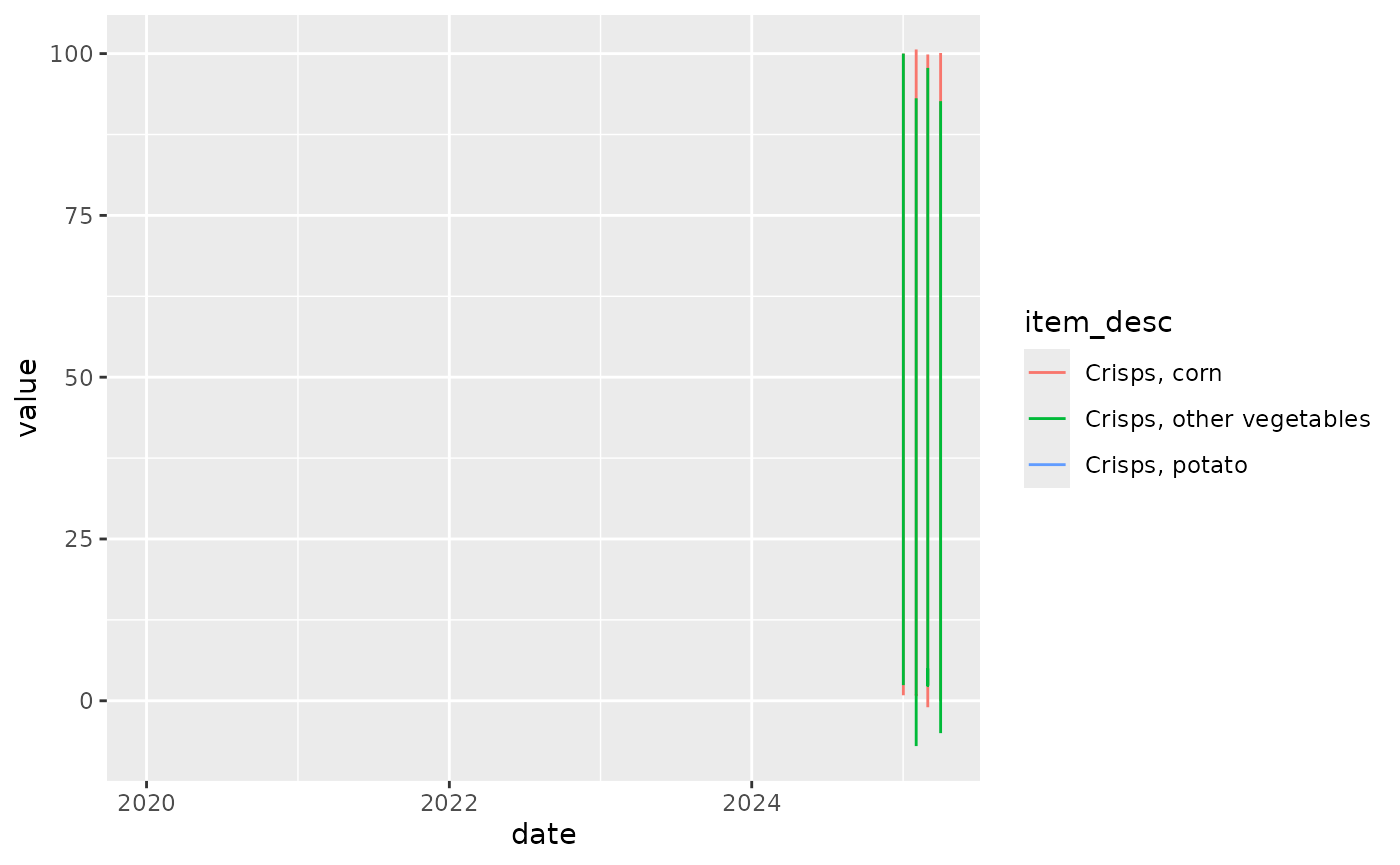 100
75
50
25
0
value
2020
2022
2024
date
item_desc
Crisps, corn
Crisps, other vegetables
Crisps, potato